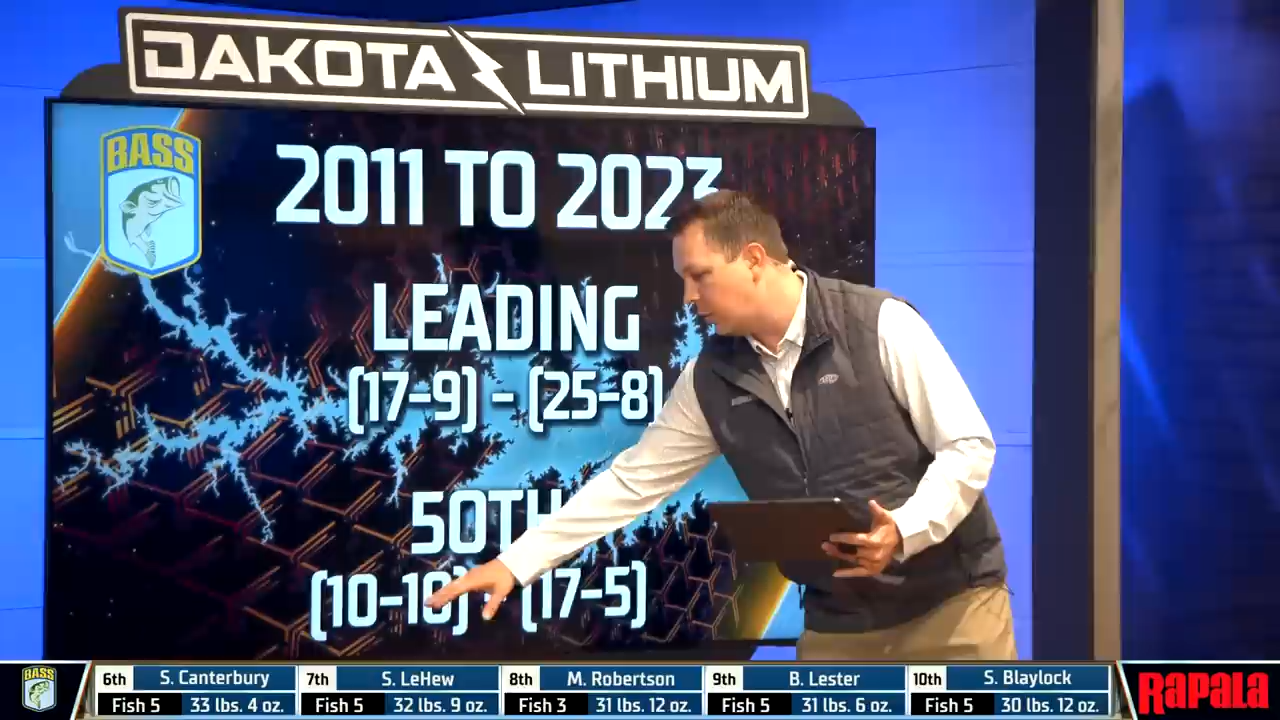 DAKOTA LITHIUM
BASS
2011 TO 2023
LEADING
(17-9) - (25-8)
50TH
(10-10) - (17-5)
BASS
6th S. Canterbury
Fish 5 33 lbs. 4 oz.
7th S. LeHew
Fish 5 32 lbs. 9 oz.
8th M. Robertson
Fish 3 31 lbs. 12 oz.
9th B. Lester
Fish 5 31 lbs. 6 oz.
10th S. Blaylock
Fish 5 30 lbs. 12 oz.
RAPALA